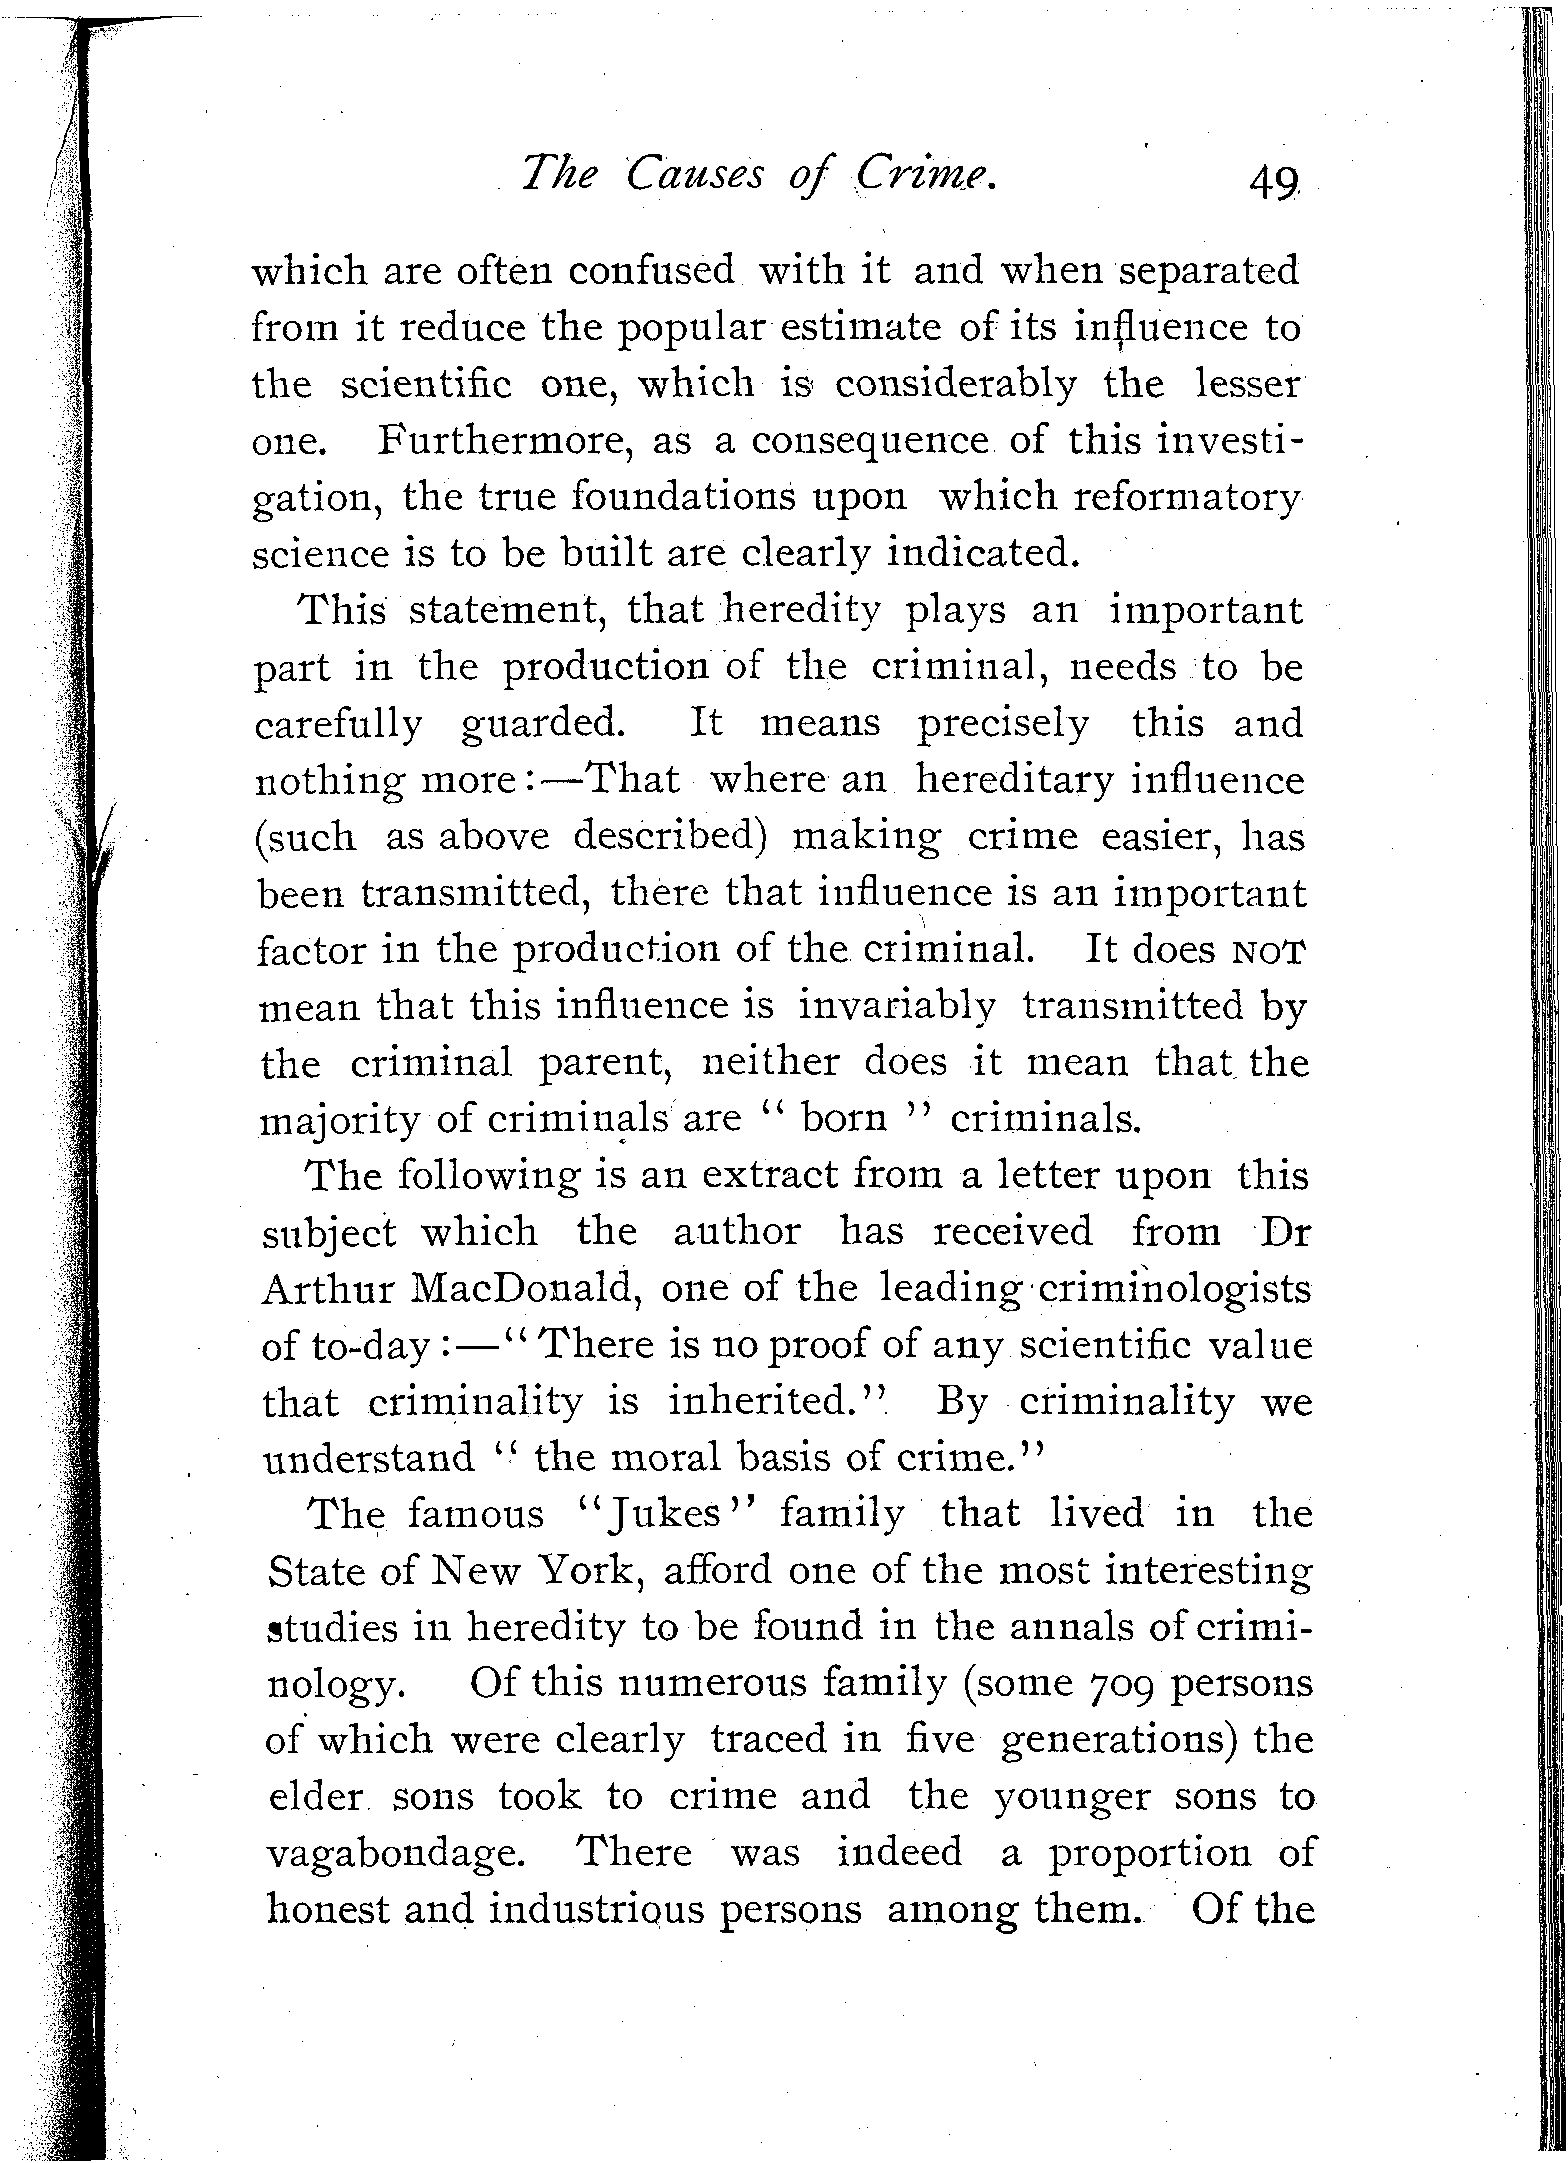 The Causes of Crime. 49
which are often confused with it and when separated
from it reduce the popular estimate of its influence to
the scientific one, which is considerably the lesser
one. Furthermore, as a consequence of this investi-
gation, the true foundations upon which reformatory
science is to be built are clearly indicated.
This statement, that heredity plays an important
part in the production of the criminal, needs to be
carefully guarded. It means precisely this and
nothing more:—That where an hereditary influence
(such as above described) making crime easier, has
been transmitted, there that influence is an important
factor in the production of the criminal. It does NOT
mean that this influence is invariably transmitted by
the criminal parent, neither does it mean that the
majority of criminals are " born " criminals.
The following is an extract from a letter upon this
subject which the author has received from Dr
Arthur MacDonald, one of the leading criminologists
of to-day:—" There is no proof of any scientific value
that criminality is inherited." By criminality we
understand " the moral basis of crime."
The famous "Jukes" family that lived in the
State of New York, afford one of the most interesting
studies in heredity to be found in the annals of crimi-
nology. Of this numerous family (some 709 persons
of which were clearly traced in five generations) the
elder sons took to crime and the younger sons to
vagabondage. There was indeed a proportion of
honest and industrious persons among them. Of the